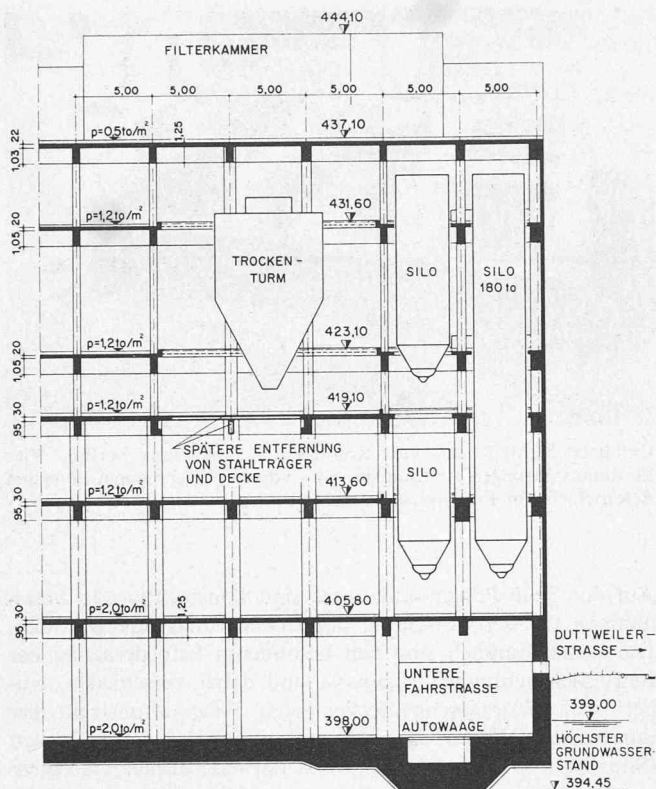 444,10
FILTERKAMMER
5,00 5,00 5,00 5,00 5,00 5,00
p=0,5to/m² 1,25 437,10
1,03 22
p=1,2to/m² 431,60
1,05 20
TROCKEN-
TURM
SILO
SILO
180 to
p=1,2to/m² 423,10
1,05 20
p=1,2to/m² 419,10
95 30
SPÄTERE ENTFERNUNG
VON STAHLTRÄGER
UND DECKE
SILO
p=1,2to/m² 413,60
95 30
p=2,0to/m² 1,25 405,80
95 30
DUTTWEILER-
STRASSE
UNTERE
FAHRSTRASSE
AUTOWAAGE
p=2,0to/m² 398,00
399,00
HÖCHSTER
GRUNDWASSER-
STAND
394,45